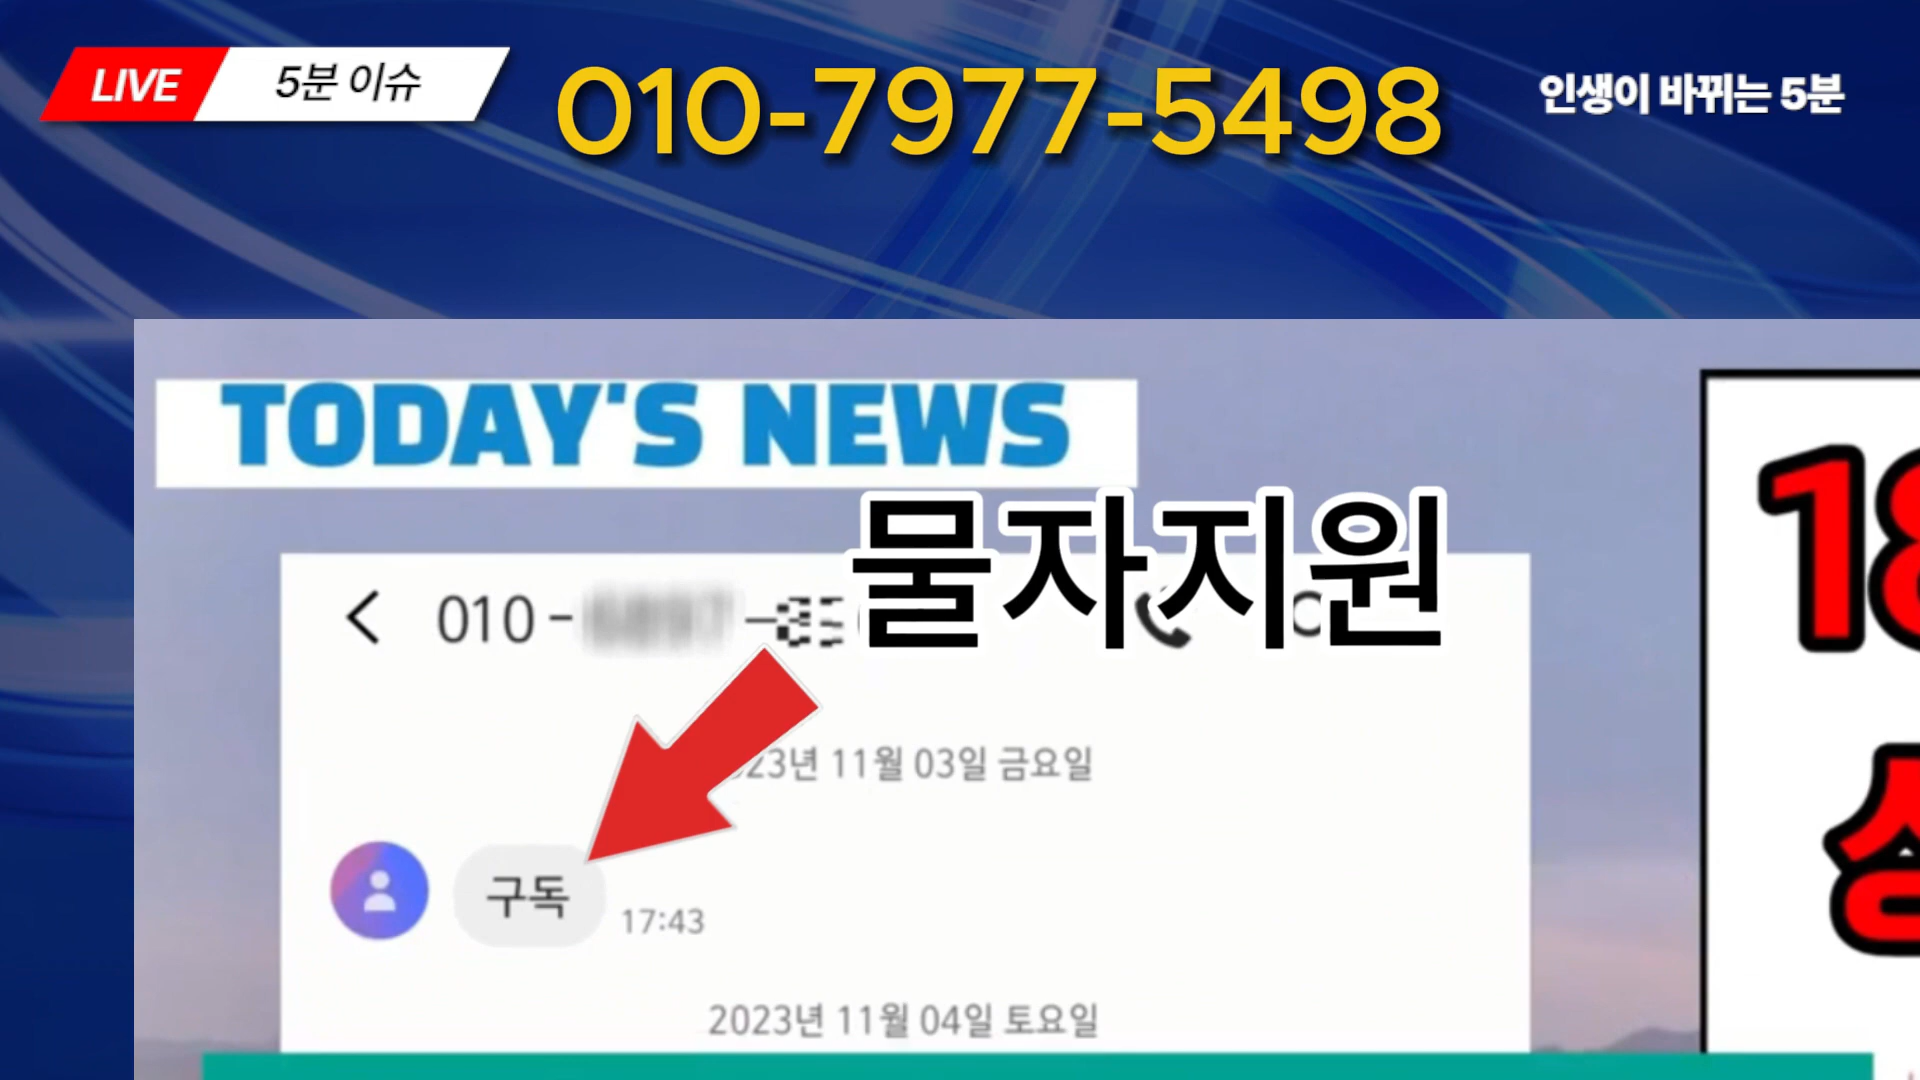 LIVE 5분 이슈
010-7977-5498
인생이 바뀌는 5분
TODAY'S NEWS
물자지원
010-
23년 11월 03일 금요일
구독
17:43
2023년 11월 04일 토요일